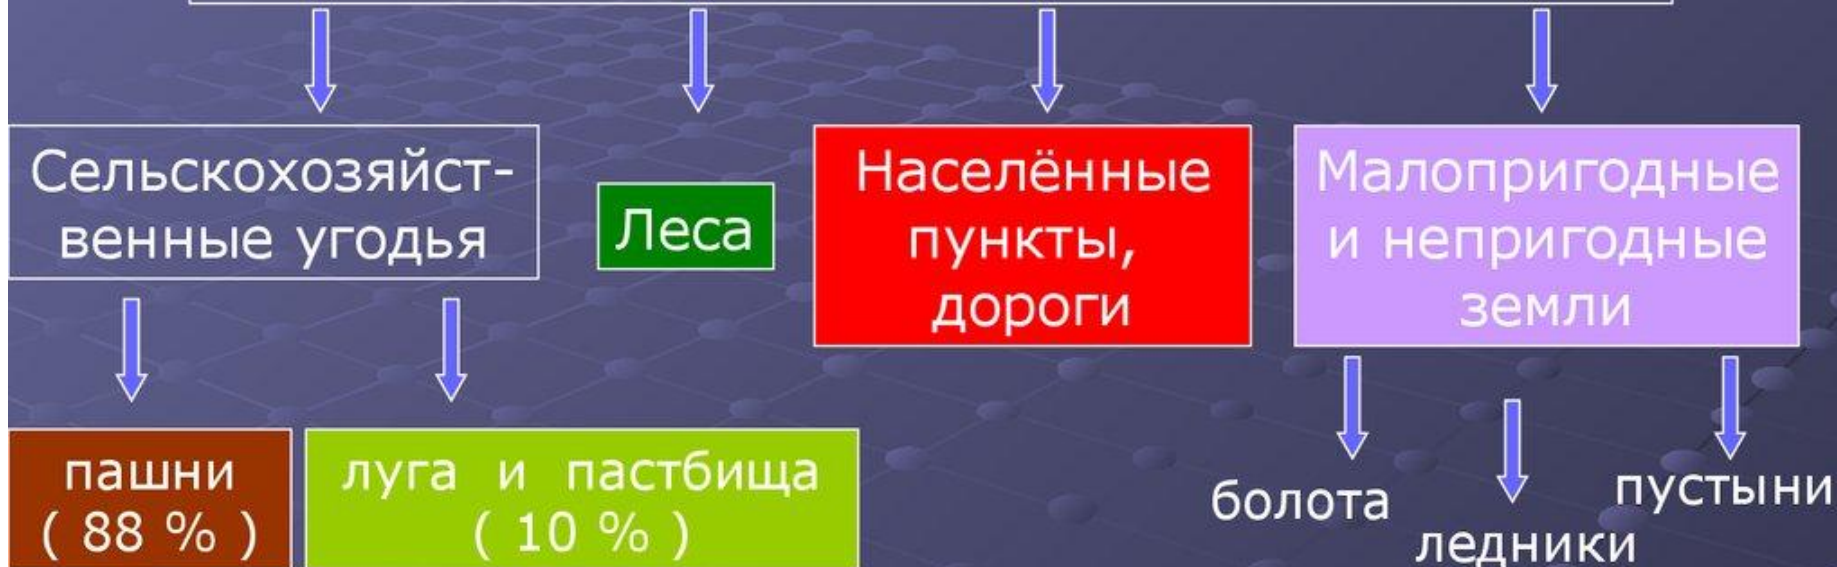 Сельскохозяйст-
венные угодья
Леса
Населённые
пункты,
дороги
Малопригодные
и непригодные
земли
пашни
( 88 % )
луга и пастбища
( 10 % )
болота
ледники
пустыни